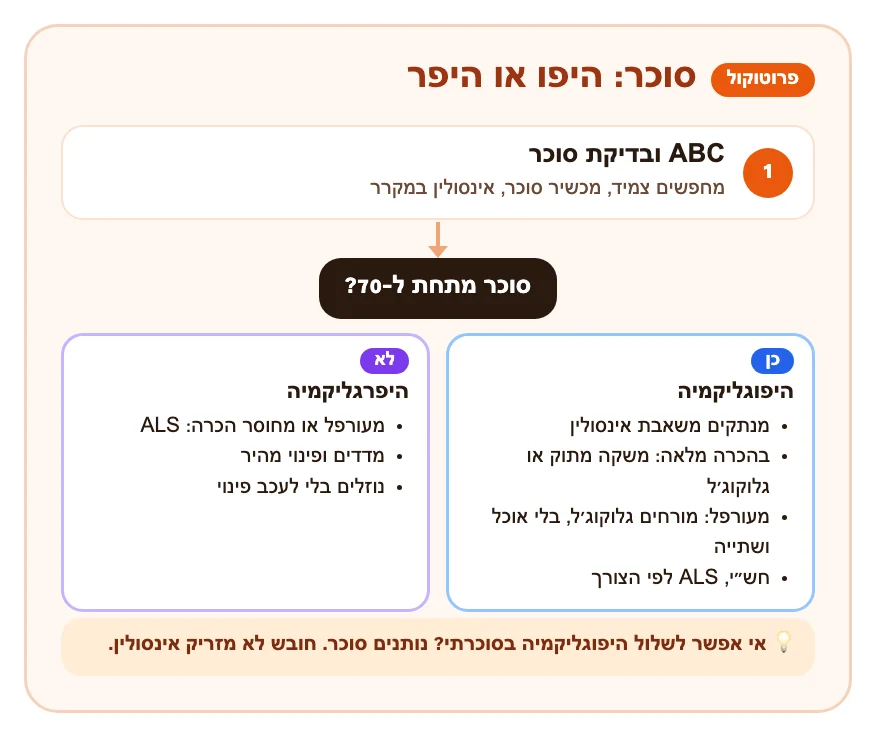 פרוטוקול סוכר: היפו או היפר
1
ABC ובדיקת סוכר
מחפשים צמיד, מכשיר סוכר, אינסולין במקרר
סוכר מתחת ל-70?
כן
היפוגליקמיה
• מנתקים משאבת אינסולין
• בהכרה מלאה: משקה מתוק או
גלוקוג׳ל
• מעורפל: מורחים גלוקוג׳ל, בלי אוכל
ושתייה
• חש״י, ALS לפי הצורך
לא
היפרגליקמיה
• מעורפל או מחוסר הכרה: ALS
• מדדים ופינוי מהיר
• נוזלים בלי לעכב פינוי
💡 אי אפשר לשלול היפוגליקמיה בסוכרתי? נותנים סוכר. חובש לא מזריק אינסולין.